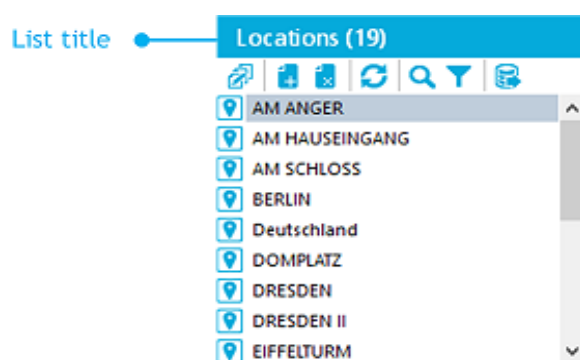 List title
Locations (19)
AM ANGER
AM HAUSEINGANG
AM SCHLOSS
BERLIN
Deutschland
DOMPLATZ
DRESDEN
DRESDEN II
EIFFELTURM